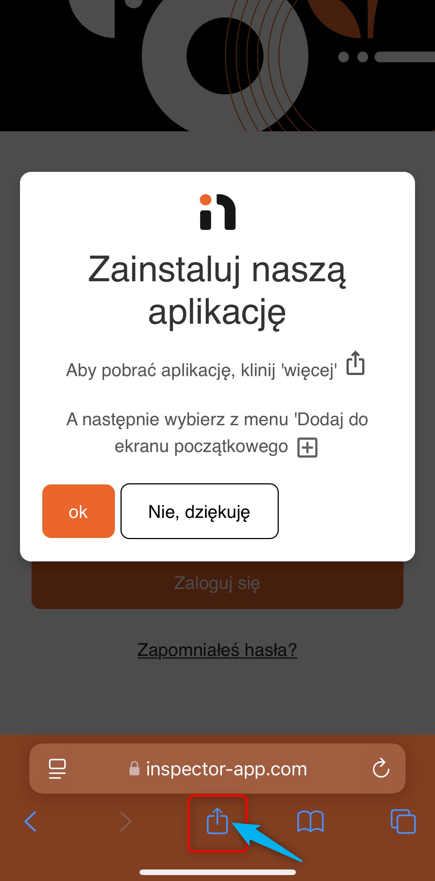 Zainstaluj naszą
aplikację
Aby pobrać aplikację, klinij 'więcej'
A następnie wybierz z menu 'Dodaj do
ekranu początkowego
ok
Nie, dziękuję
Zaloguj się
Zapomniałeś hasła?
inspector-app.com